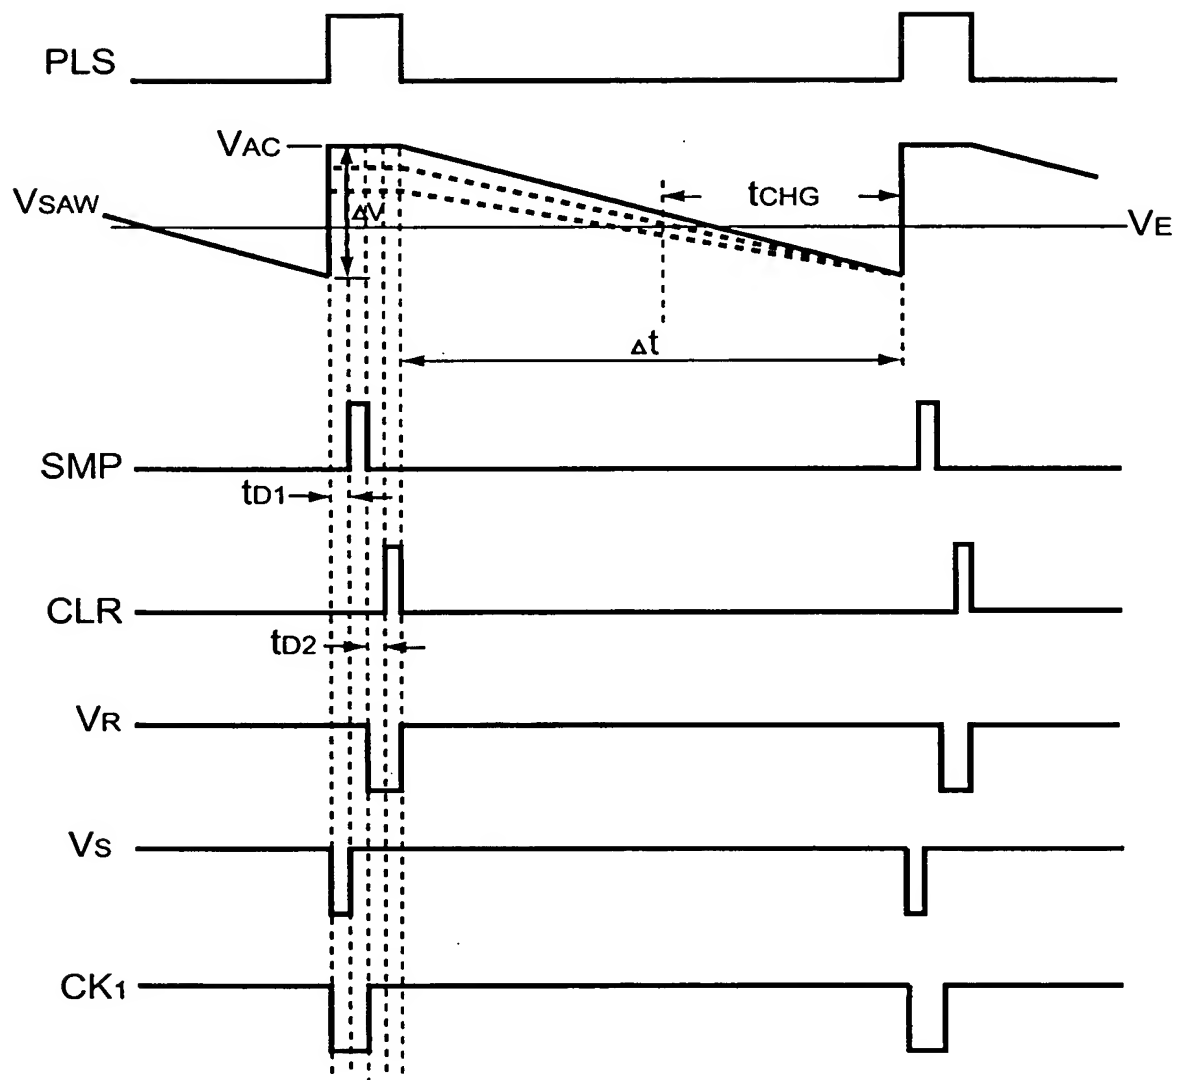 PLS
VAC
VSAW
ΔV
tCHG
VE
Δt
SMP
tD1
CLR
tD2
VR
VS
CK1